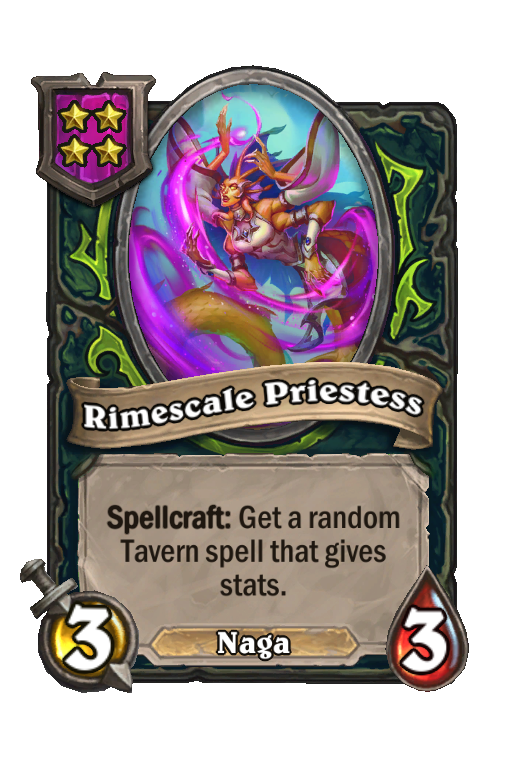 Rimescale Priestess
Spellcraft: Get a random
Tavern spell that gives
stats.
3
Naga
3